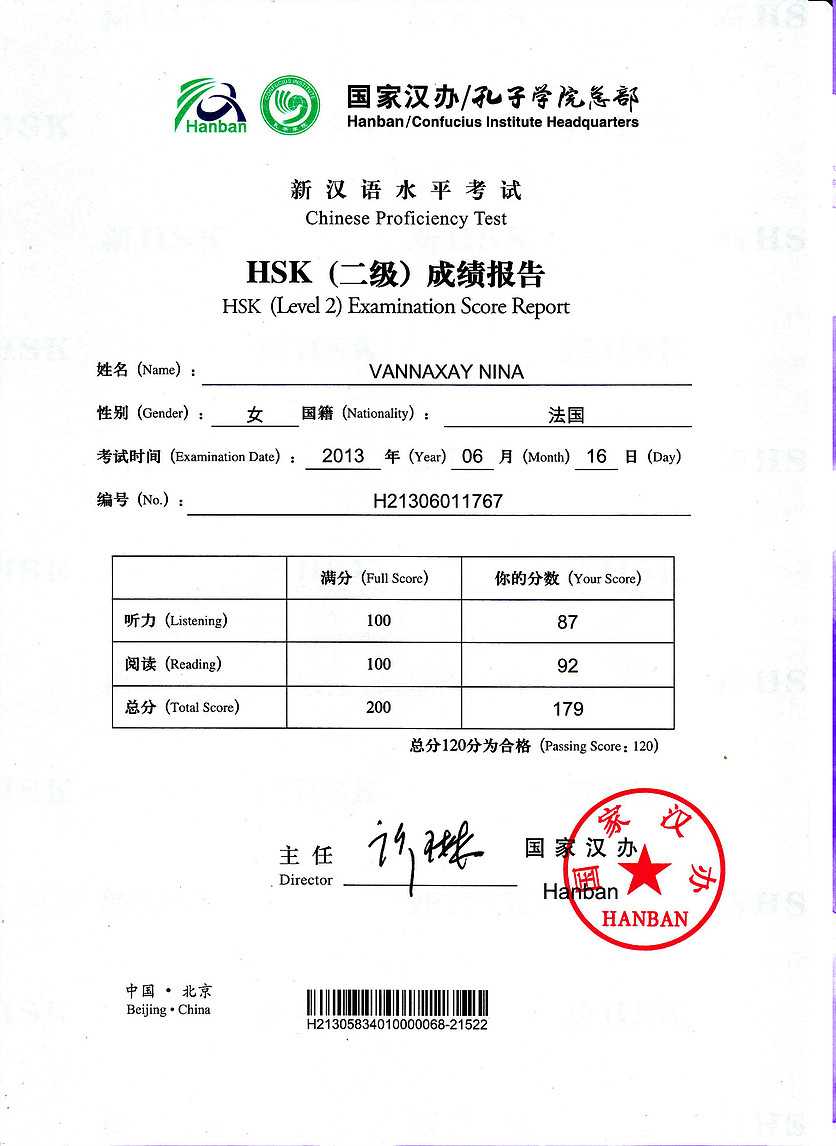 国家汉办/孔子学院总部
Hanban
Hanban/Confucius Institute Headquarters
新汉语水平考试
Chinese Proficiency Test
HSK（二级）成绩报告
HSK (Level 2) Examination Score Report
姓名 (Name)： VANNAXAY NINA
性别 (Gender)： 女 国籍 (Nationality)： 法国
考试时间 (Examination Date)： 2013 年 (Year) 06 月 (Month) 16 日 (Day)
编号 (No.)： H21306011767
满分 (Full Score) 你的分数 (Your Score)
听力 (Listening) 100 87
阅读 (Reading) 100 92
总分 (Total Score) 200 179
总分120分为合格 (Passing Score: 120)
主任 许琳 国家汉办
Director Hanban
国家汉办
HANBAN
中国·北京
Beijing·China
H21305834010000068-21522